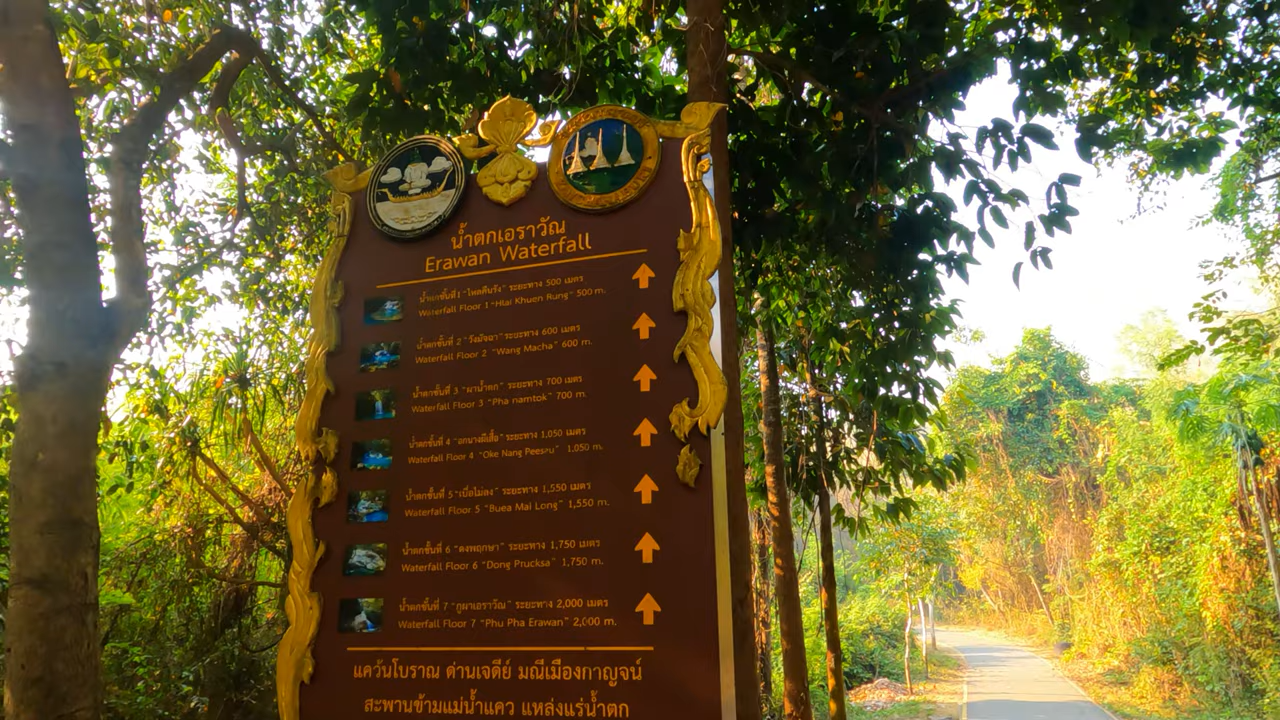 น้ำตกเอราวัณ
Erawan Waterfall
น้ำตกชั้นที่ 1 "ไหลคืนรัง" ระยะทาง 500 เมตร
Waterfall Floor 1 "Hlai Khuen Rung" 500 m.
น้ำตกชั้นที่ 2 "วังมัจฉา" ระยะทาง 600 เมตร
Waterfall Floor 2 "Wang Macha" 600 m.
น้ำตกชั้นที่ 3 "ผาน้ำตก" ระยะทาง 700 เมตร
Waterfall Floor 3 "Pha namtok" 700 m.
น้ำตกชั้นที่ 4 "อกนางผีเสื้อ" ระยะทาง 1,050 เมตร
Waterfall Floor 4 "Oke Nang Peesau" 1,050 m.
น้ำตกชั้นที่ 5 "เบื่อไม่ลง" ระยะทาง 1,550 เมตร
Waterfall Floor 5 "Buea Mai Long" 1,550 m.
น้ำตกชั้นที่ 6 "ดงพฤกษา" ระยะทาง 1,750 เมตร
Waterfall Floor 6 "Dong Prucksa" 1,750 m.
น้ำตกชั้นที่ 7 "ภูผาเอราวัณ" ระยะทาง 2,000 เมตร
Waterfall Floor 7 "Phu Pha Erawan" 2,000 m.
แคว้นโบราณ ด่านเจดีย์ มณีเมืองกาญจน์
สะพานข้ามแม่น้ำแคว แหล่งแร่น้ำตก